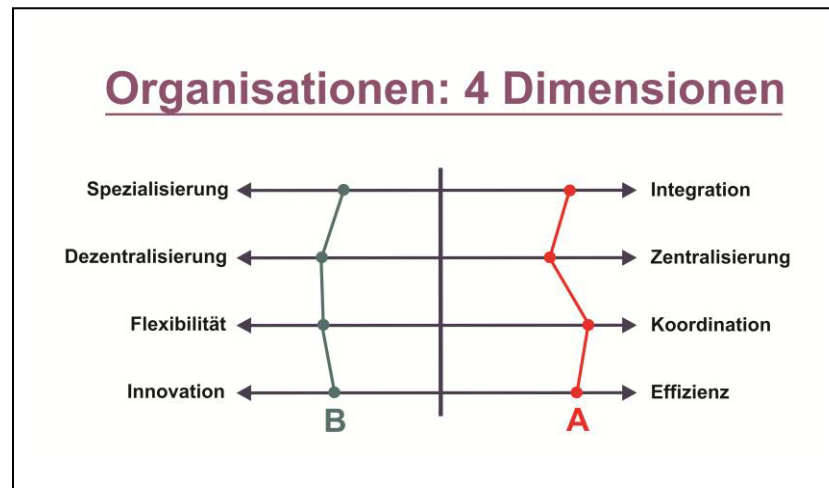 Organisationen: 4 Dimensionen
Spezialisierung Integration
Dezentralisierung Zentralisierung
Flexibilität Koordination
Innovation Effizienz
B A